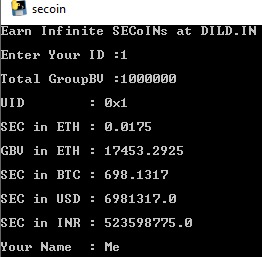 secoin
Earn Infinite SECoINs at DILD.IN
Enter Your ID :1
Total GroupBV :1000000
UID : 0x1
SEC in ETH : 0.0175
GBV in ETH : 17453.2925
SEC in BTC : 698.1317
SEC in USD : 6981317.0
SEC in INR : 523598775.0
Your Name : Me